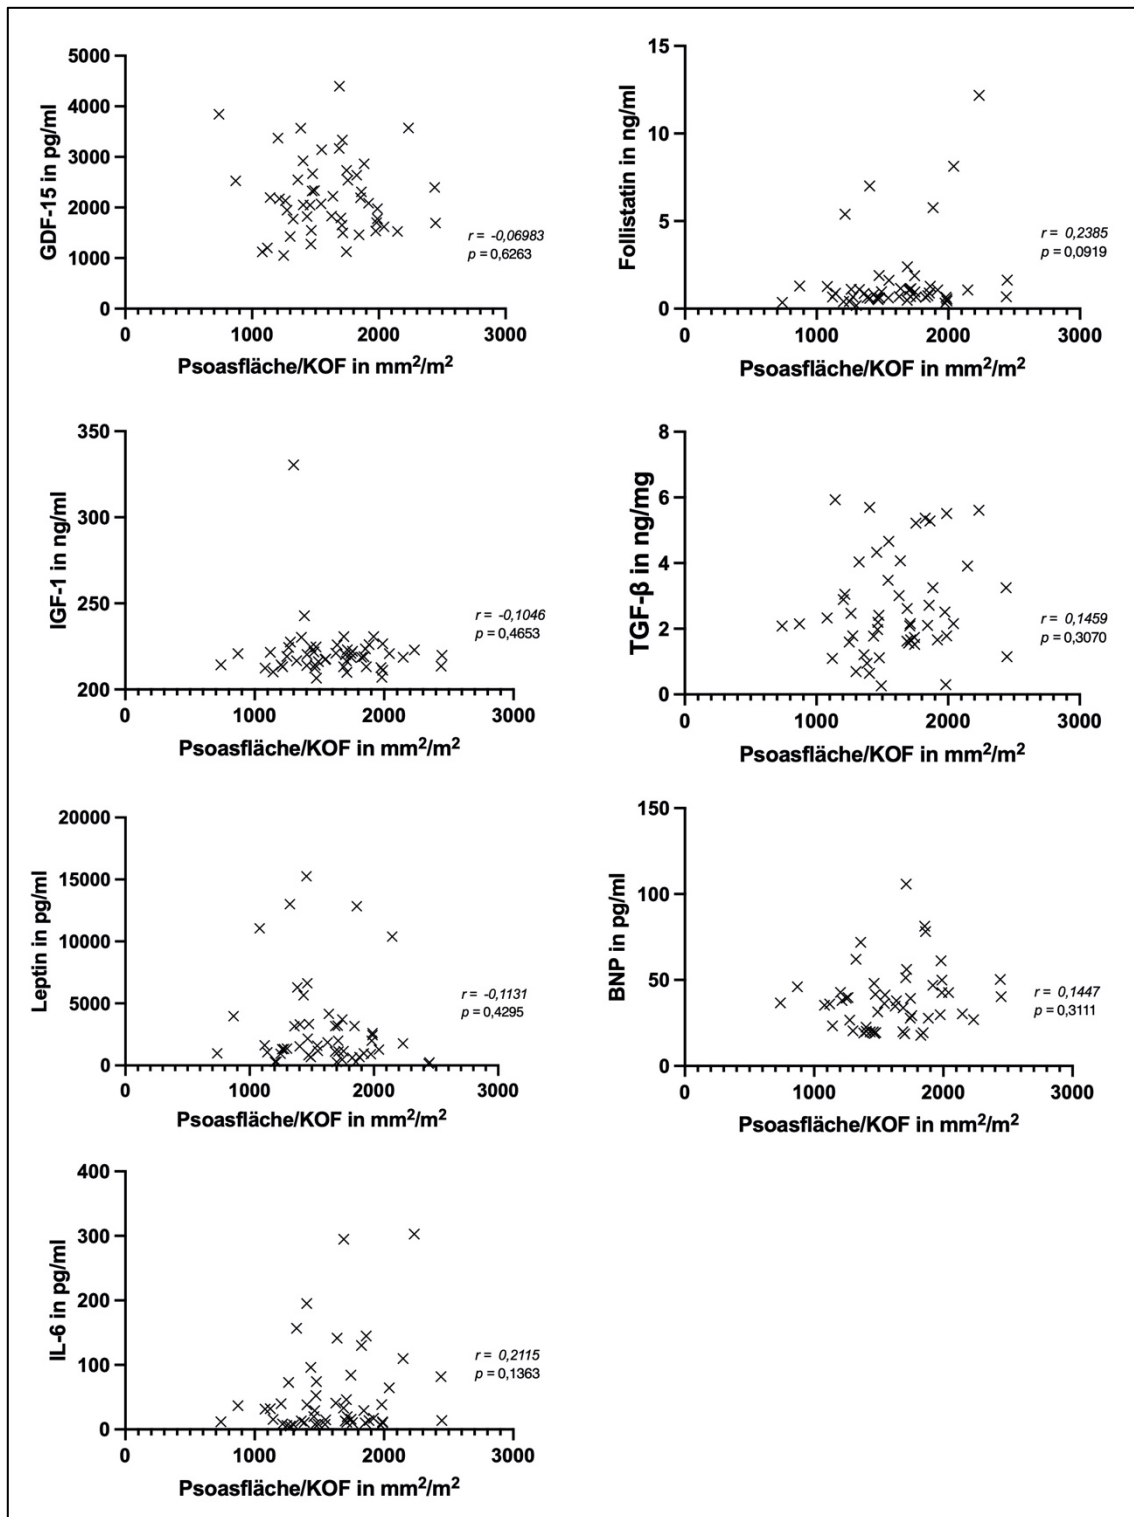 GDF-15 in pg/ml
5000
4000
3000
2000
1000
0
0 1000 2000 3000
Psoasfläche/KOF in mm²/m²
r = -0,06983
p = 0,6263
Follistatin in ng/ml
15
10
5
0
0 1000 2000 3000
Psoasfläche/KOF in mm²/m²
r = 0,2385
p = 0,0919
IGF-1 in ng/ml
350
300
250
200
0 1000 2000 3000
Psoasfläche/KOF in mm²/m²
r = -0,1046
p = 0,4653
TGF-β in ng/mg
8
6
4
2
0
0 1000 2000 3000
Psoasfläche/KOF in mm²/m²
r = 0,1459
p = 0,3070
Leptin in pg/ml
20000
15000
10000
5000
0
0 1000 2000 3000
Psoasfläche/KOF in mm²/m²
r = -0,1131
p = 0,4295
BNP in pg/ml
150
100
50
0
0 1000 2000 3000
Psoasfläche/KOF in mm²/m²
r = 0,1447
p = 0,3111
IL-6 in pg/ml
400
300
200
100
0
0 1000 2000 3000
Psoasfläche/KOF in mm²/m²
r = 0,2115
p = 0,1363